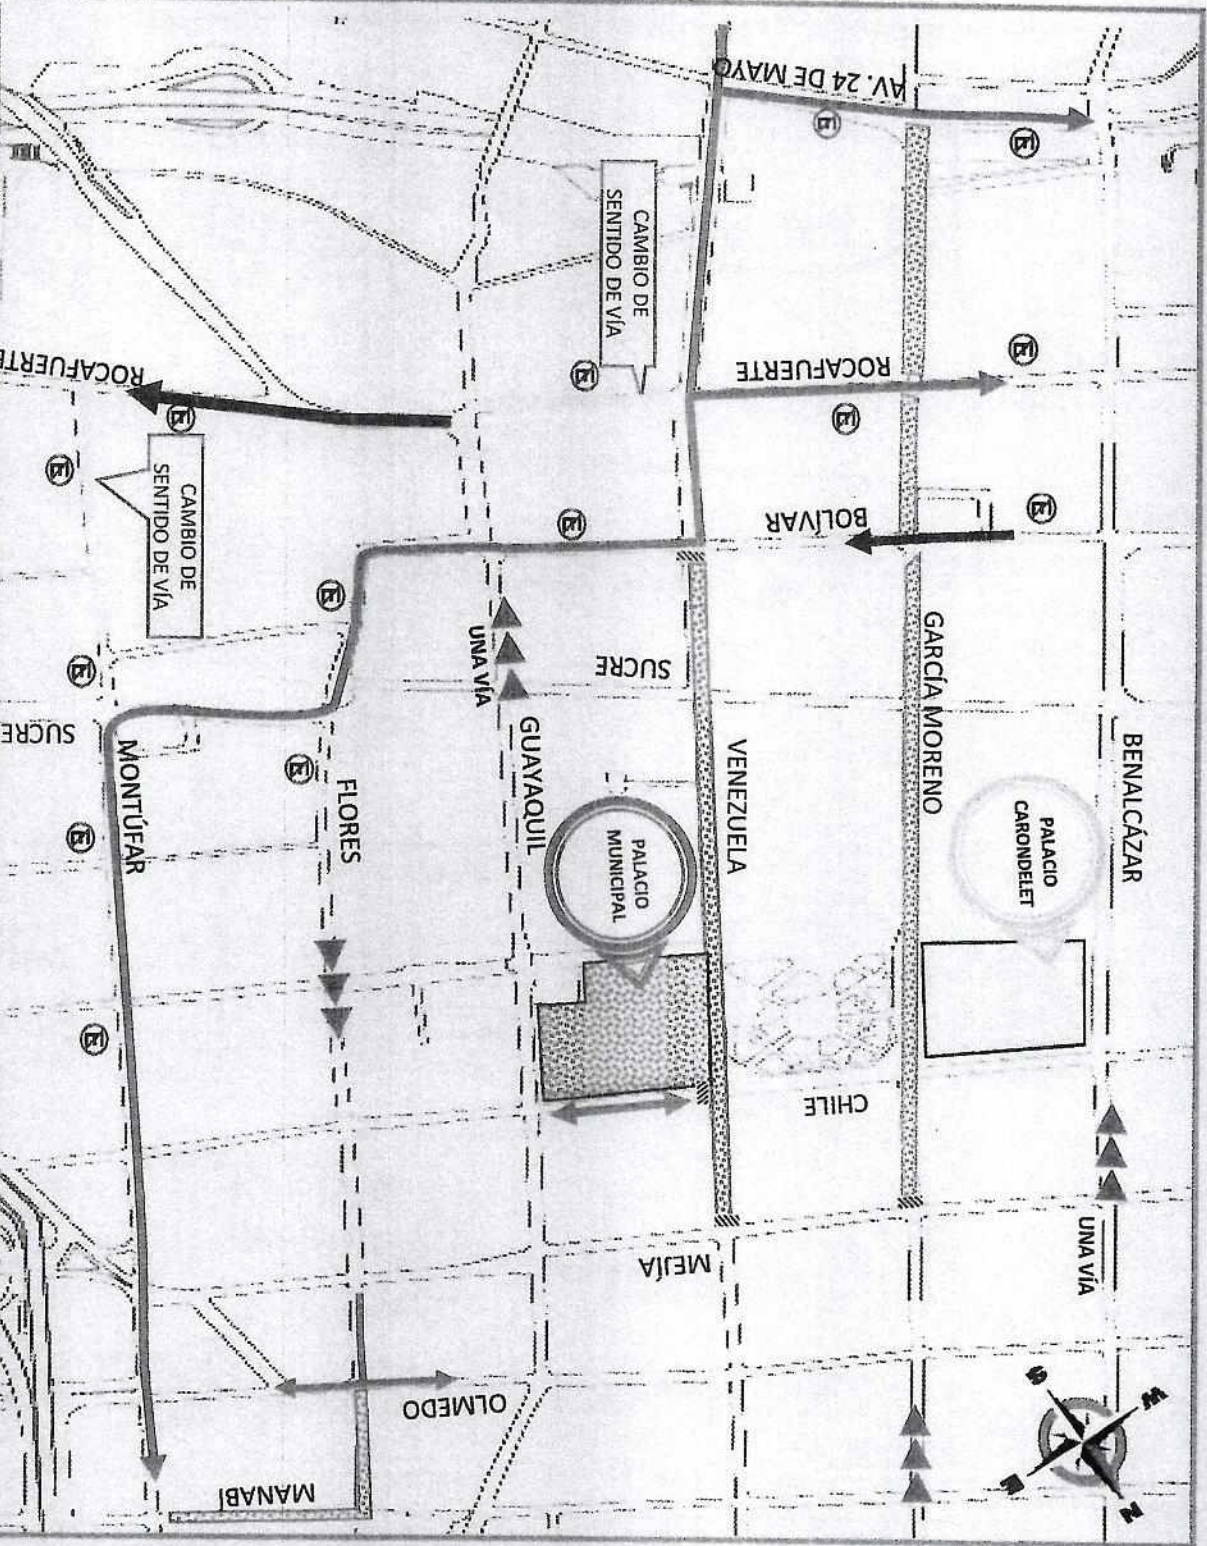 AV. 24 DE MAYO
CAMBIO DE
SENTIDO DE VÍA
ROCAFUERTE
ROCAFUERTE
CAMBIO DE
SENTIDO DE VÍA
BOLÍVAR
GARCÍA MORENO
SUCRE
UNA VÍA
SUCRE
MONTÚFAR
FLORES
GUAYAQUIL
VENEZUELA
BENALCÁZAR
PALACIO
CARONDELET
PALACIO
MUNICIPAL
CHILE
MEJÍA
UNA VÍA
OLMEDO
MANABÍ
S
W
E
N